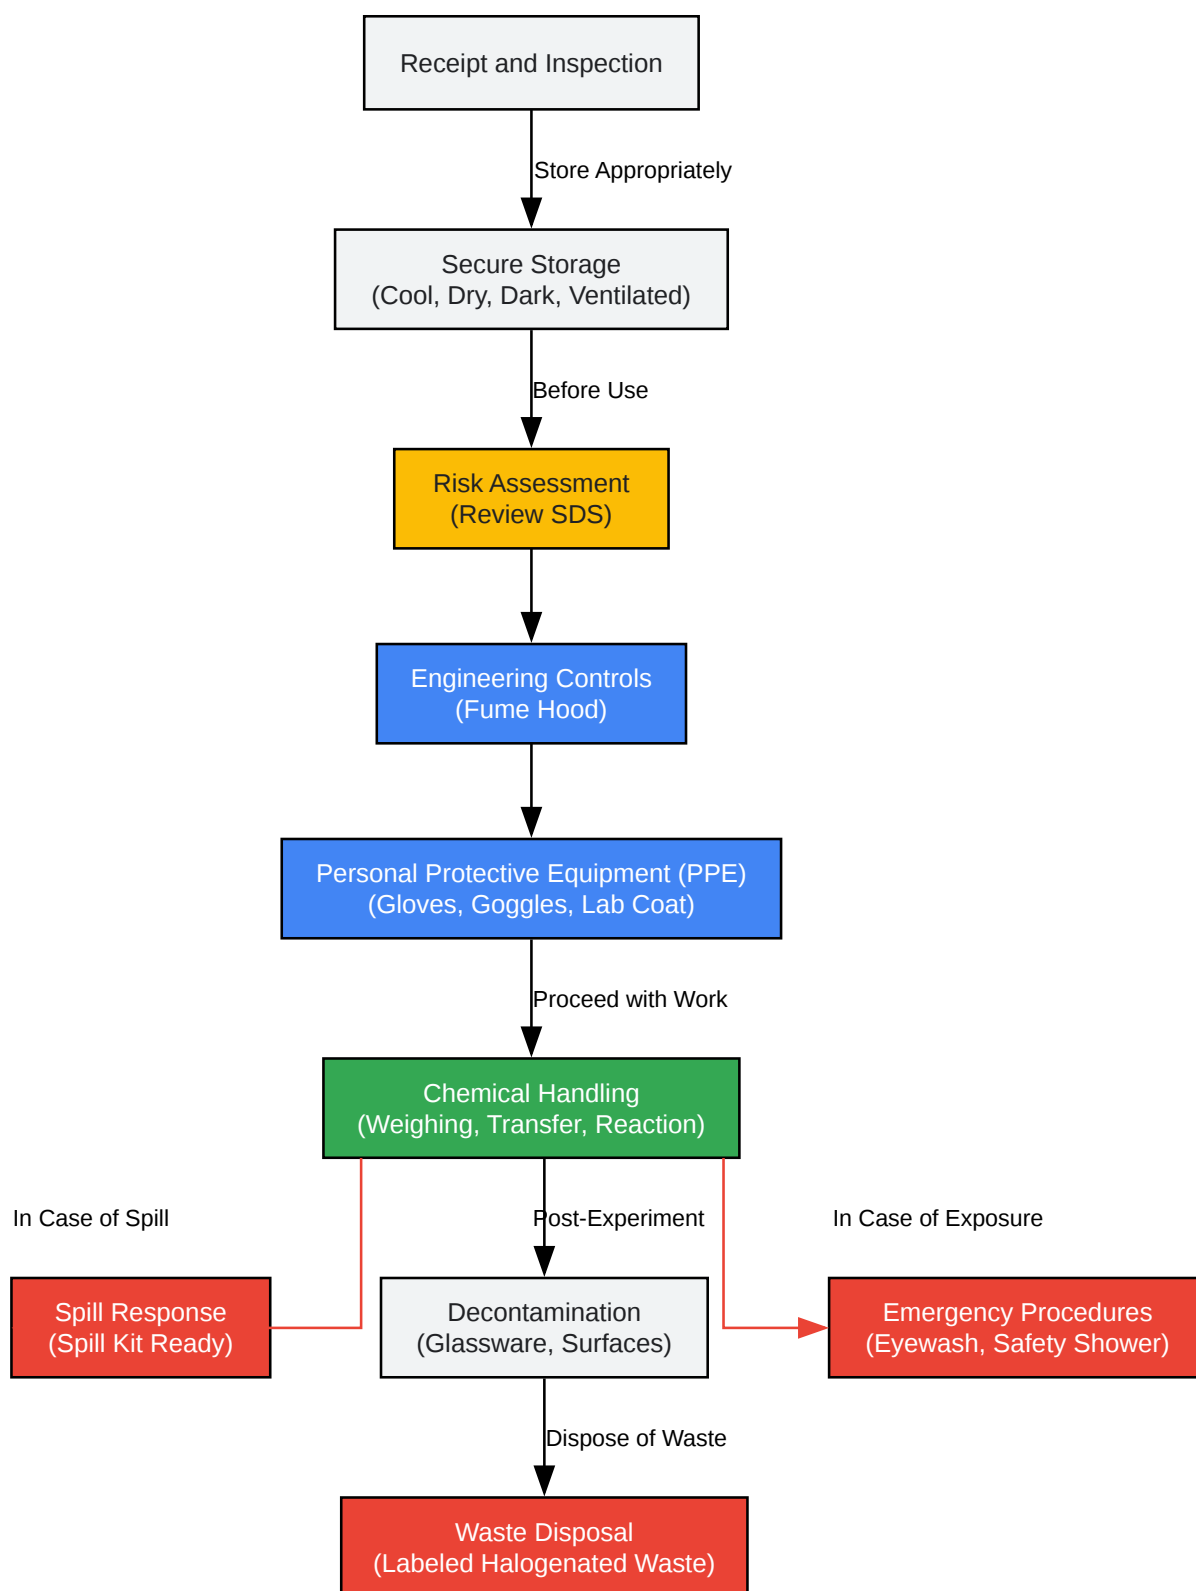 Receipt and Inspection
Store Appropriately
Secure Storage
(Cool, Dry, Dark, Ventilated)
Before Use
Risk Assessment
(Review SDS)
Engineering Controls
(Fume Hood)
Personal Protective Equipment (PPE)
(Gloves, Goggles, Lab Coat)
Proceed with Work
Chemical Handling
(Weighing, Transfer, Reaction)
In Case of Spill
Post-Experiment
In Case of Exposure
Spill Response
(Spill Kit Ready)
Decontamination
(Glassware, Surfaces)
Emergency Procedures
(Eyewash, Safety Shower)
Dispose of Waste
Waste Disposal
(Labeled Halogenated Waste)